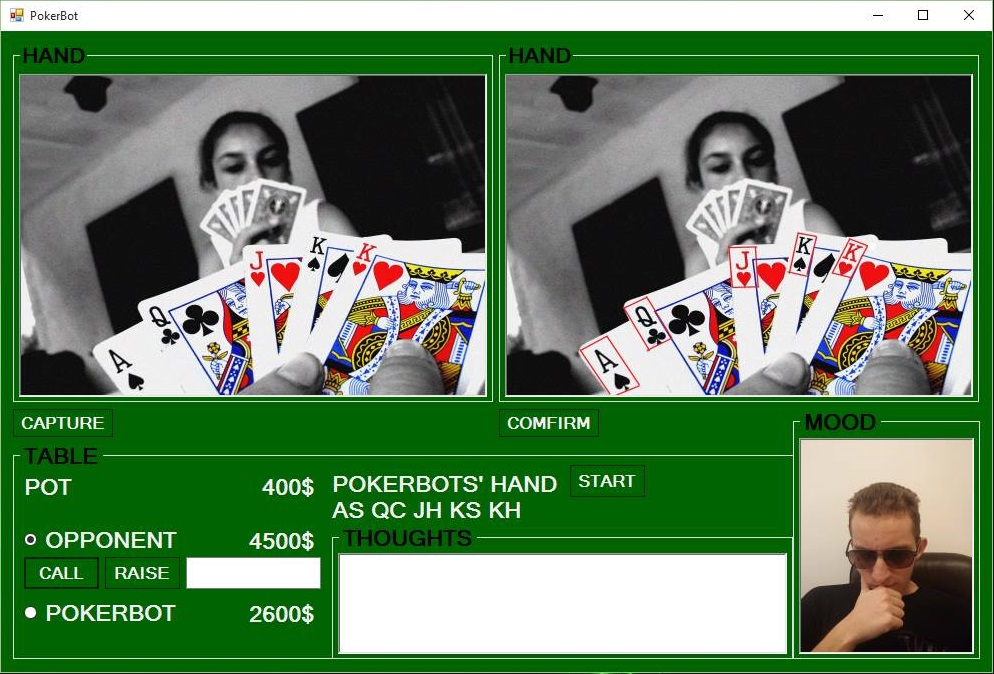 PokerBot
HAND
HAND
A
Q
J
K
K
A
Q
J
K
K
CAPTURE
COMFIRM
MOOD
TABLE
POT 400$
POKERBOTS' HAND START
AS QC JH KS KH
OPPONENT 4500$
THOUGHTS
CALL RAISE
POKERBOT 2600$